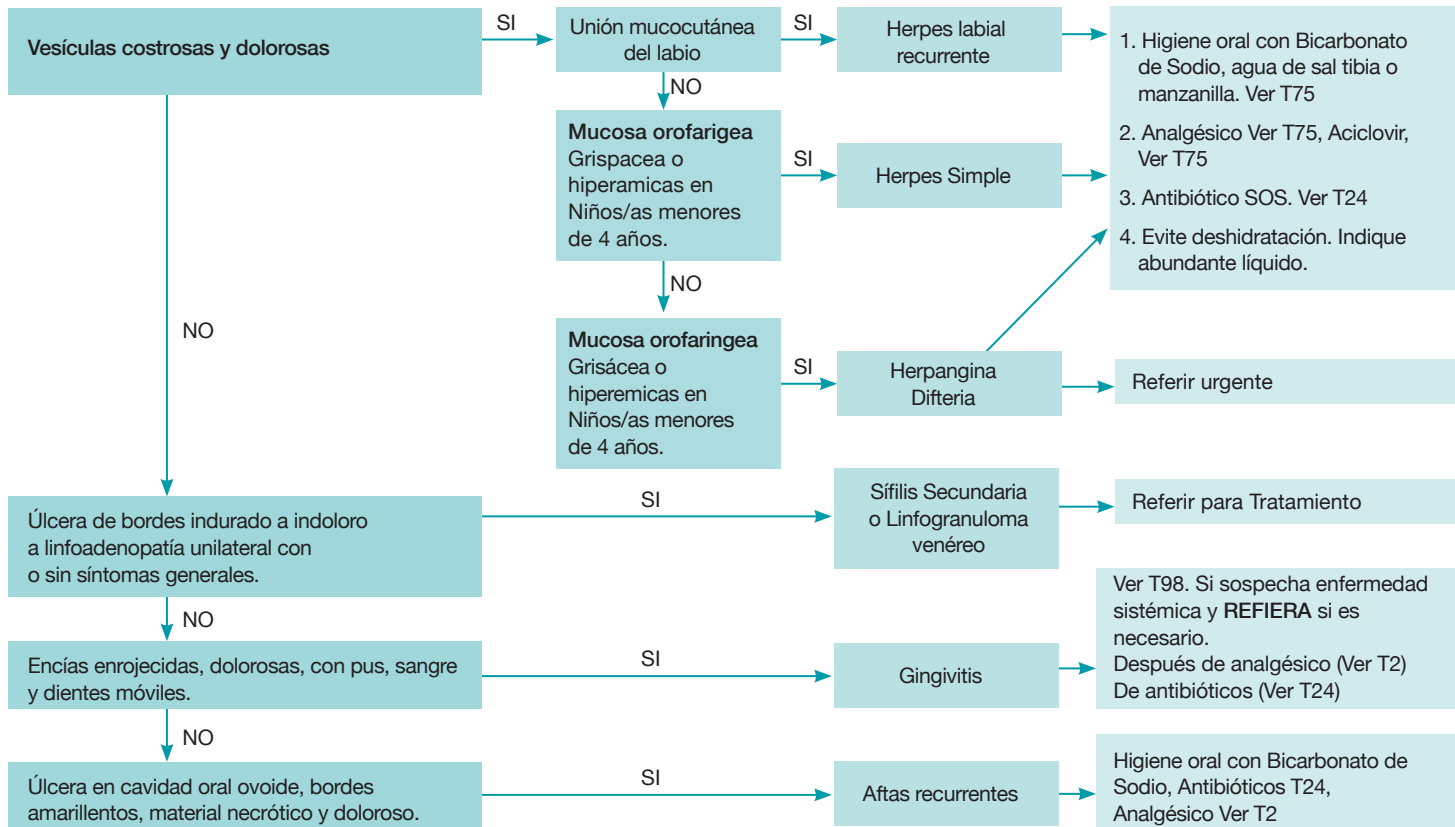 Vesículas costrosas y dolorosas
SI
Unión mucocutánea
del labio
SI
Herpes labial
recurrente
1. Higiene oral con Bicarbonato
de Sodio, agua de sal tibia o
manzanilla. Ver T75
2. Analgésico Ver T75, Aciclovir,
Ver T75
3. Antibiótico SOS. Ver T24
4. Evite deshidratación. Indique
abundante líquido.
NO
Mucosa orofarigea
Grispacea o
hiperamicas en
Niños/as menores
de 4 años.
SI
Herpes Simple
NO
NO
Mucosa orofaringea
Grisácea o
hiperemicas en
Niños/as menores
de 4 años.
SI
Herpangina
Difteria
Referir urgente
Úlcera de bordes indurado a indoloro
a linfoadenopatía unilateral con
o sin síntomas generales.
SI
Sífilis Secundaria
o Linfogranuloma
venéreo
Referir para Tratamiento
NO
Encías enrojecidas, dolorosas, con pus, sangre
y dientes móviles.
SI
Gingivitis
Ver T98. Si sospecha enfermedad
sistémica y REFIERA si es
necesario.
Después de analgésico (Ver T2)
De antibióticos (Ver T24)
NO
Úlcera en cavidad oral ovoide, bordes
amarillentos, material necrótico y doloroso.
SI
Aftas recurrentes
Higiene oral con Bicarbonato de
Sodio, Antibióticos T24,
Analgésico Ver T2